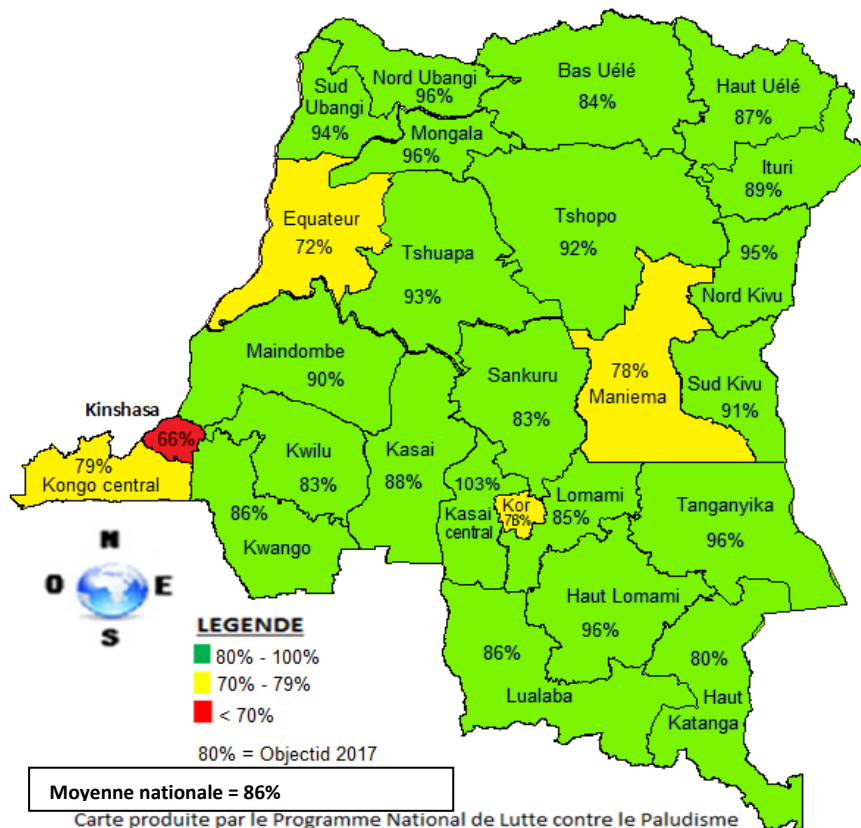 Nord Ubangi
96%
Bas Uélé
84%
Haut Uélé
87%
Sud
Ubangi
94%
Mongala
96%
Ituri
89%
Equateur
72%
Tshuapa
93%
Tshopo
92%
95%
Nord Kivu
Maindombe
90%
Sankuru
83%
78%
Maniema
Sud Kivu
91%
Kinshasa
66%
79%
Kongo central
Kwilu
83%
Kasai
88%
103%
Kasai
central
Kor
78%
Lomami
85%
Tanganyika
96%
86%
Kwango
N
O
E
S
Haut Lomami
96%
86%
Lualaba
80%
Haut
Katanga
LEGENDE
80% - 100%
70% - 79%
< 70%
80% = Objectid 2017
Moyenne nationale = 86%
Carte produite par le Programme National de Lutte contre le Paludisme